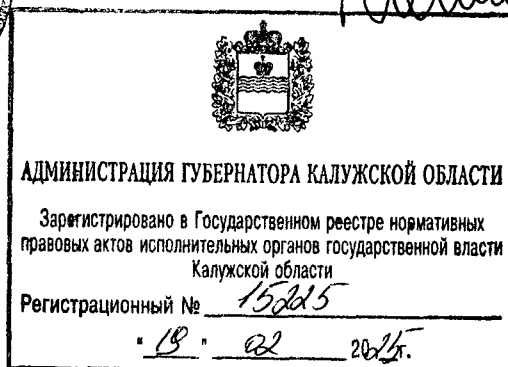 АДМИНИСТРАЦИЯ ГУБЕРНАТОРА КАЛУЖСКОЙ ОБЛАСТИ
Зарегистрировано в Государственном реестре нормативных
правовых актов исполнительных органов государственной власти
Калужской области
Регистрационный № 15225
" 19 " 02 2025г.